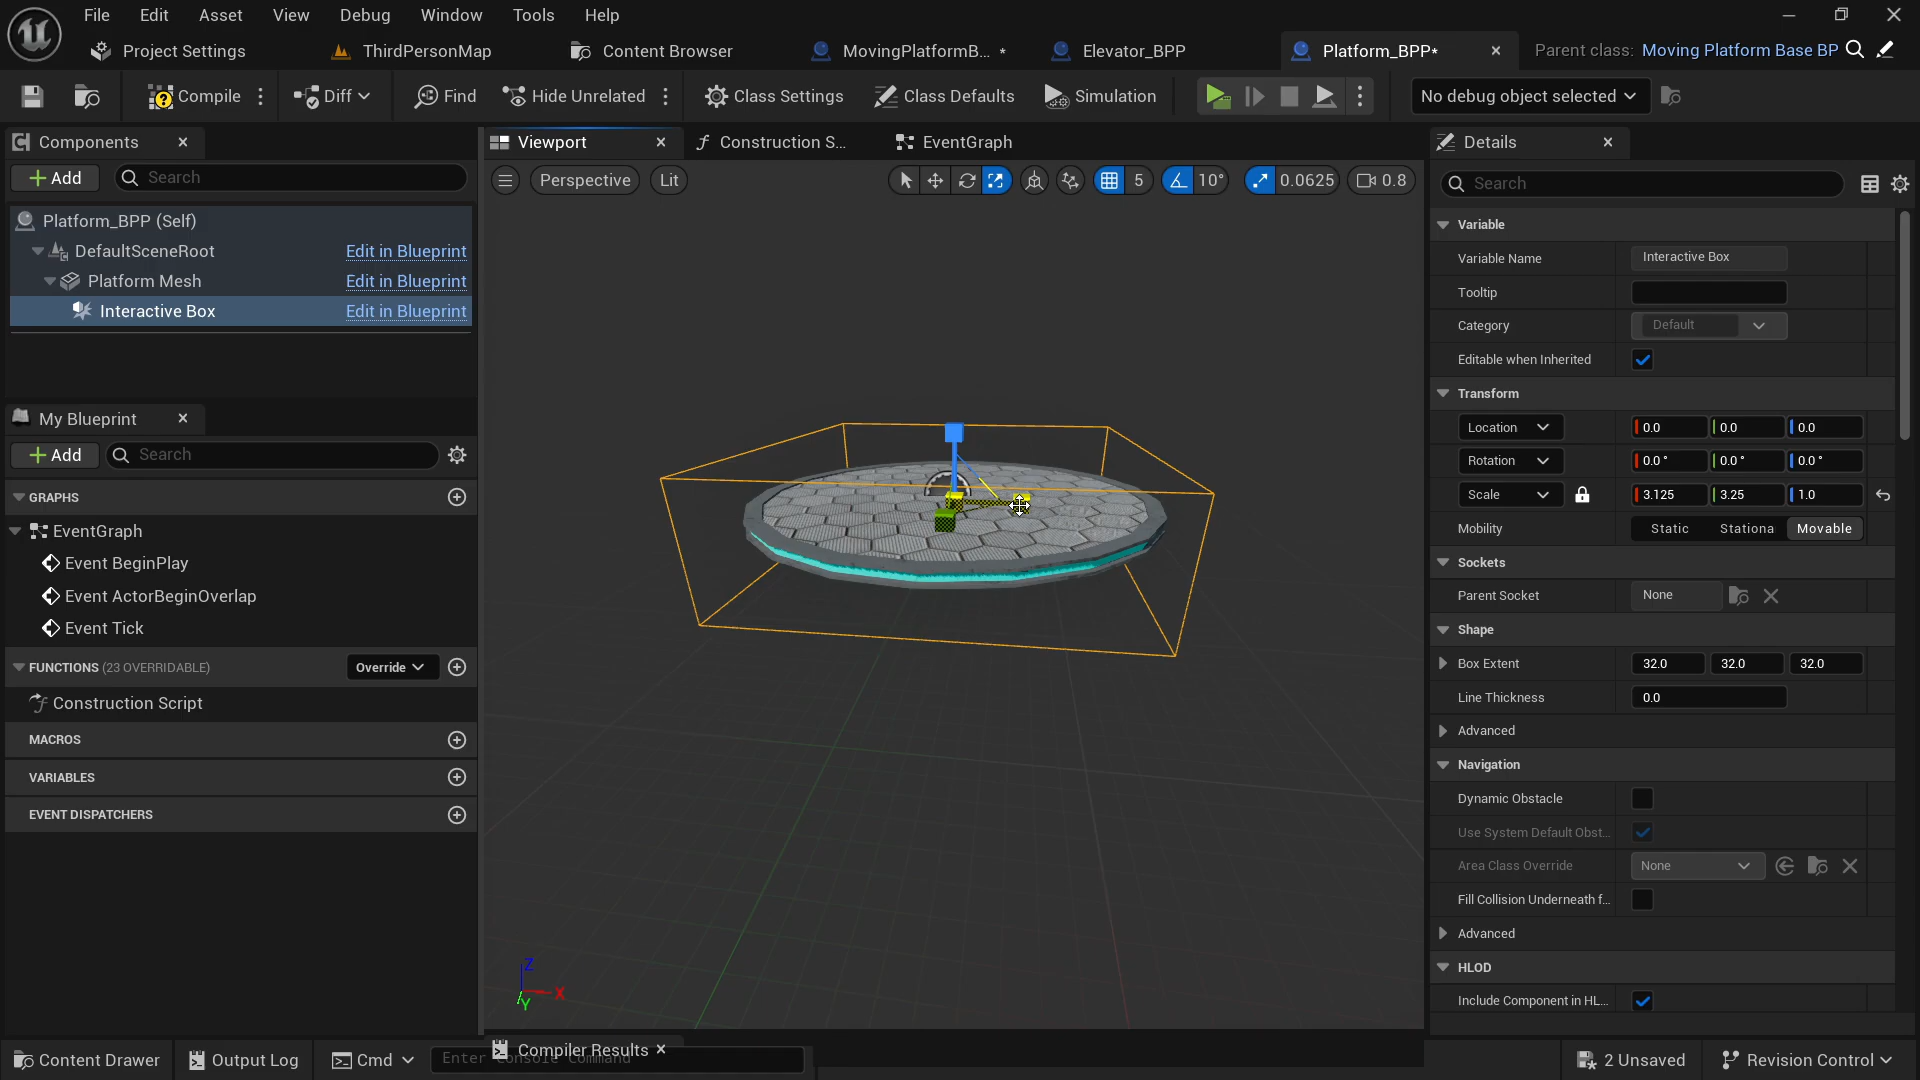 File Edit Asset View Debug Window Tools Help
Project Settings ThirdPersonMap Content Browser MovingPlatformB... * Elevator_BPP Platform_BPP* Parent class: Moving Platform Base BP
Compile Diff Find Hide Unrelated Class Settings Class Defaults Simulation No debug object selected
Components
Add Search
Platform_BPP (Self)
DefaultSceneRoot Edit in Blueprint
Platform Mesh Edit in Blueprint
Interactive Box Edit in Blueprint
My Blueprint
Add Search
GRAPHS
EventGraph
Event BeginPlay
Event ActorBeginOverlap
Event Tick
FUNCTIONS (23 OVERRIDABLE) Override
Construction Script
MACROS
VARIABLES
EVENT DISPATCHERS
Viewport Construction S... EventGraph
Perspective Lit 5 10° 0.0625 0.8
Z
X
Y
Details
Search
Variable
Variable Name Interactive Box
Tooltip
Category Default
Editable when Inherited
Transform
Location 0.0 0.0 0.0
Rotation 0.0 ° 0.0 ° 0.0 °
Scale 3.125 3.25 1.0
Mobility Static Stationa Movable
Sockets
Parent Socket None
Shape
Box Extent 32.0 32.0 32.0
Line Thickness 0.0
Advanced
Navigation
Dynamic Obstacle
Use System Default Obst...
Area Class Override None
Fill Collision Underneath f...
Advanced
HLOD
Include Component in HL...
Content Drawer Output Log Cmd Enter Console Command Compiler Results 2 Unsaved Revision Control